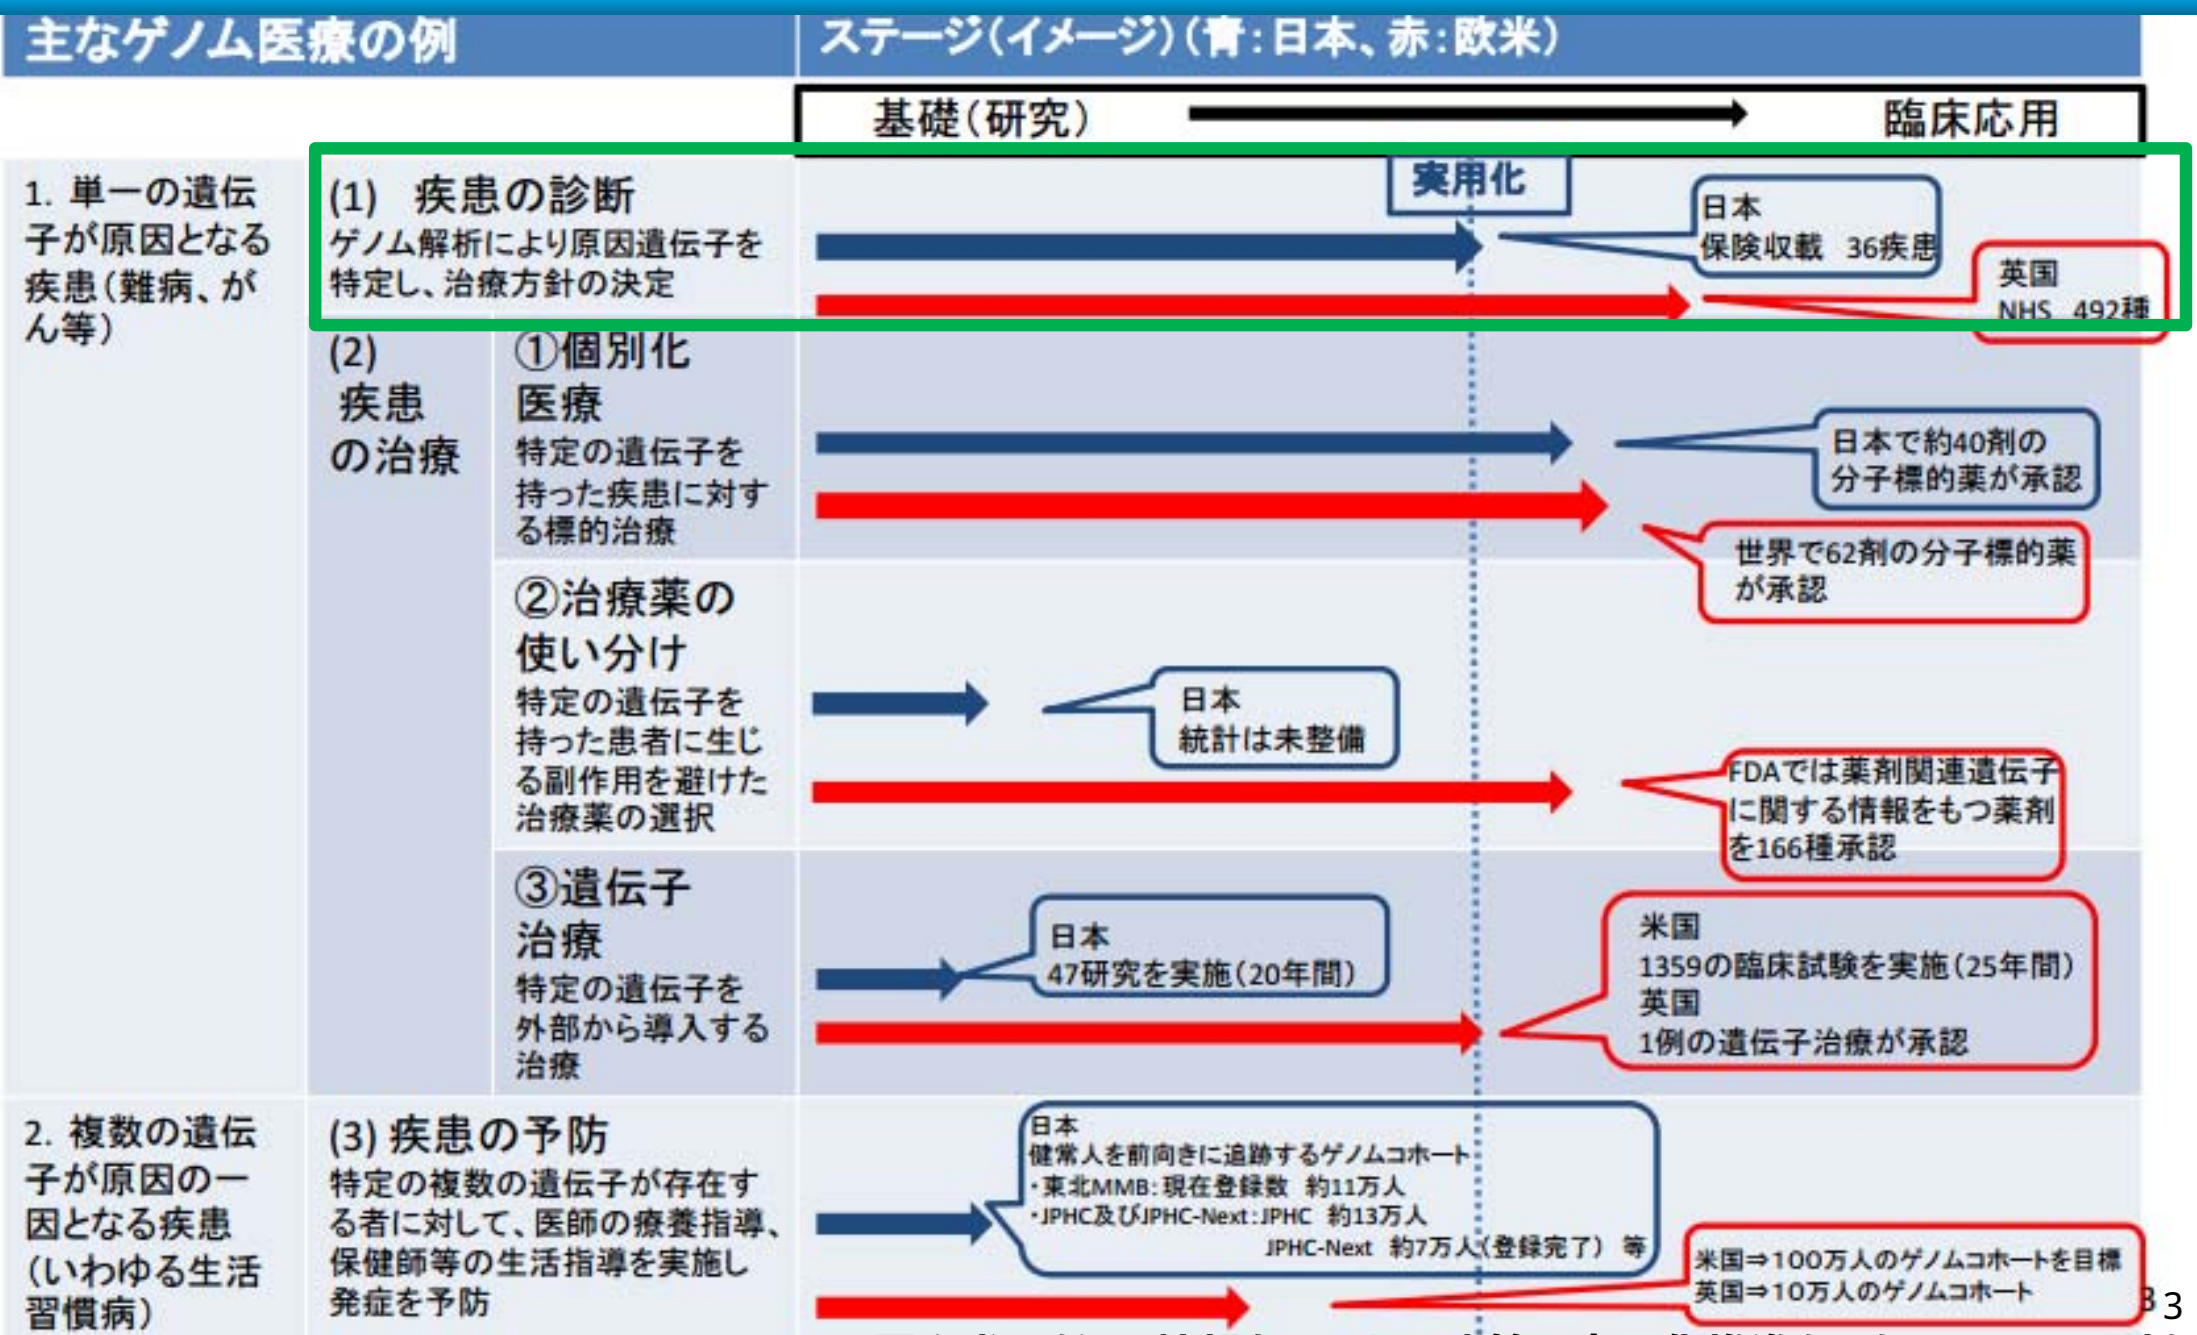 主なゲノム医療の例
ステージ(イメージ)(青:日本、赤:欧米)
基礎(研究)
臨床応用
1. 単一の遺伝
子が原因となる
疾患(難病、が
ん等)
(1) 疾患の診断
ゲノム解析により原因遺伝子を
特定し、治療方針の決定
実用化
日本
保険収載 36疾患
英国
NHS 492種
(2)
疾患
の治療
①個別化
医療
特定の遺伝子を
持った疾患に対す
る標的治療
日本で約40剤の
分子標的薬が承認
世界で62剤の分子標的薬
が承認
②治療薬の
使い分け
特定の遺伝子を
持った患者に生じ
る副作用を避けた
治療薬の選択
日本
統計は未整備
FDAでは薬剤関連遺伝子
に関する情報をもつ薬剤
を166種承認
③遺伝子
治療
特定の遺伝子を
外部から導入する
治療
日本
47研究を実施(20年間)
米国
1359の臨床試験を実施(25年間)
英国
1例の遺伝子治療が承認
2. 複数の遺伝
子が原因の一
因となる疾患
(いわゆる生活
習慣病)
(3) 疾患の予防
特定の複数の遺伝子が存在す
る者に対して、医師の療養指導、
保健師等の生活指導を実施し
発症を予防
日本
健常人を前向きに追跡するゲノムコホート
・東北MMB:現在登録数 約11万人
・JPHC及びJPHC-Next:JPHC 約13万人
JPHC-Next 約7万人(登録完了) 等
米国⇒100万人のゲノムコホートを目標
英国⇒10万人のゲノムコホート
3